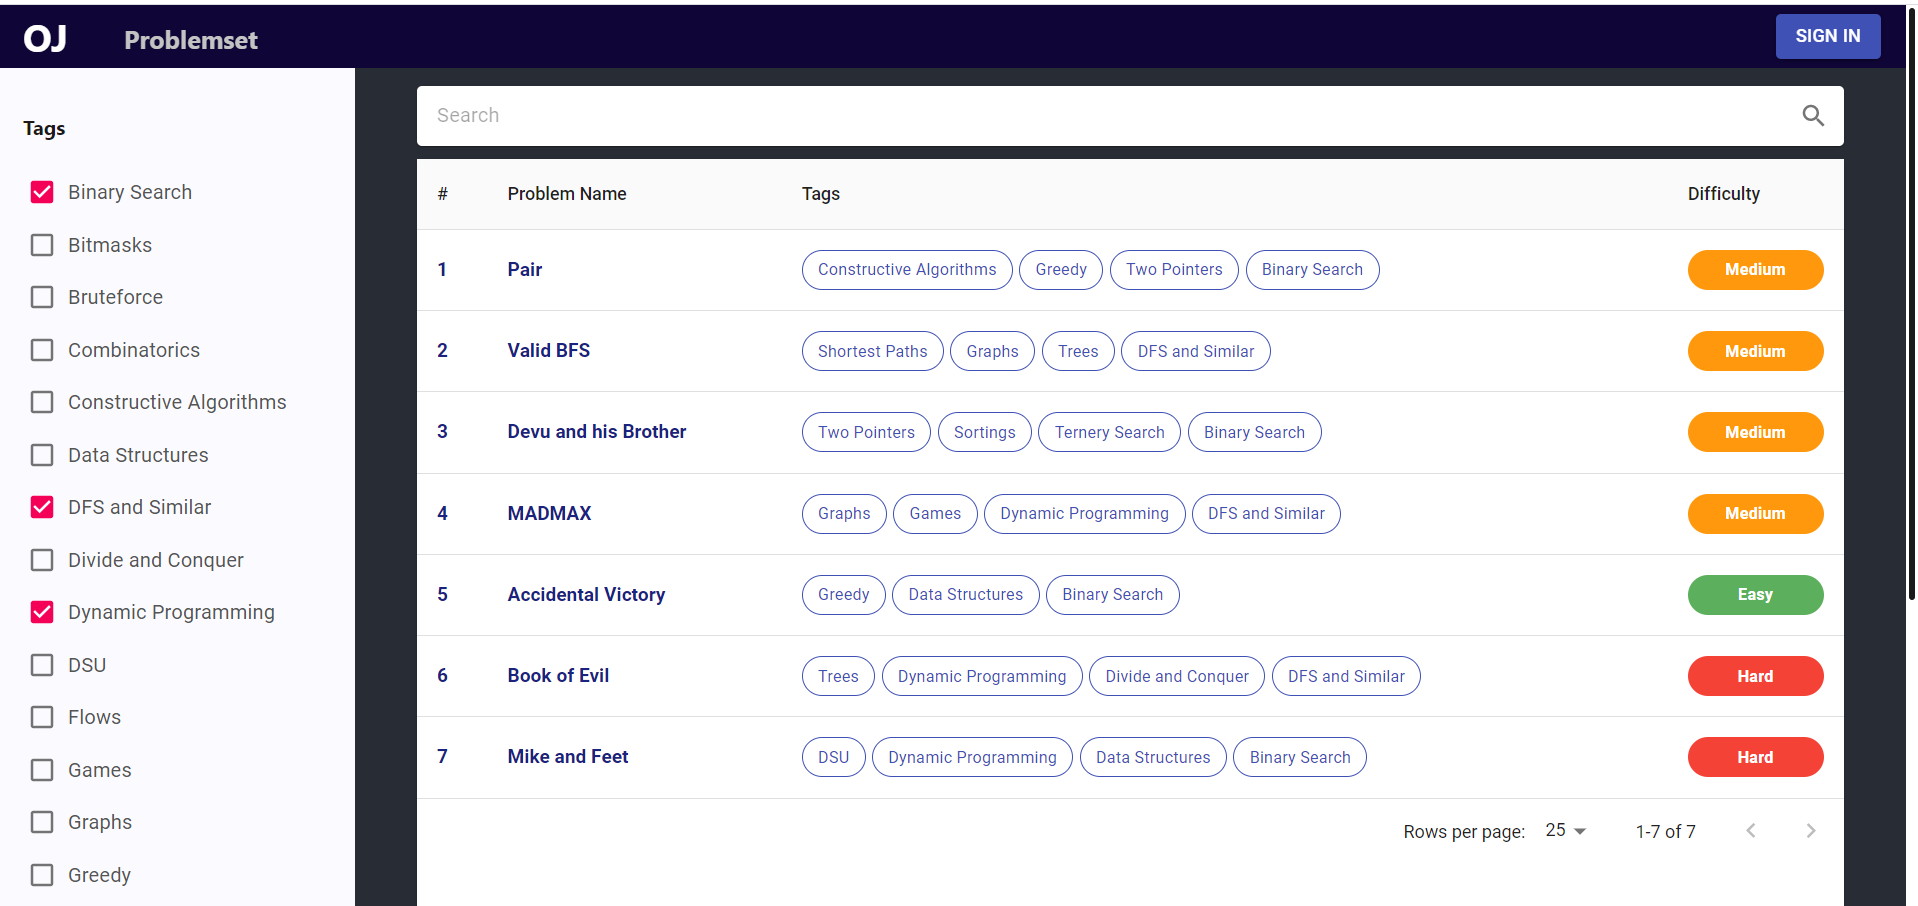 OJ Problemset SIGN IN
Tags
Binary Search
Bitmasks
Bruteforce
Combinatorics
Constructive Algorithms
Data Structures
DFS and Similar
Divide and Conquer
Dynamic Programming
DSU
Flows
Games
Graphs
Greedy
Search
# Problem Name Tags Difficulty
1 Pair Constructive Algorithms Greedy Two Pointers Binary Search Medium
2 Valid BFS Shortest Paths Graphs Trees DFS and Similar Medium
3 Devu and his Brother Two Pointers Sortings Ternery Search Binary Search Medium
4 MADMAX Graphs Games Dynamic Programming DFS and Similar Medium
5 Accidental Victory Greedy Data Structures Binary Search Easy
6 Book of Evil Trees Dynamic Programming Divide and Conquer DFS and Similar Hard
7 Mike and Feet DSU Dynamic Programming Data Structures Binary Search Hard
Rows per page: 25 1-7 of 7